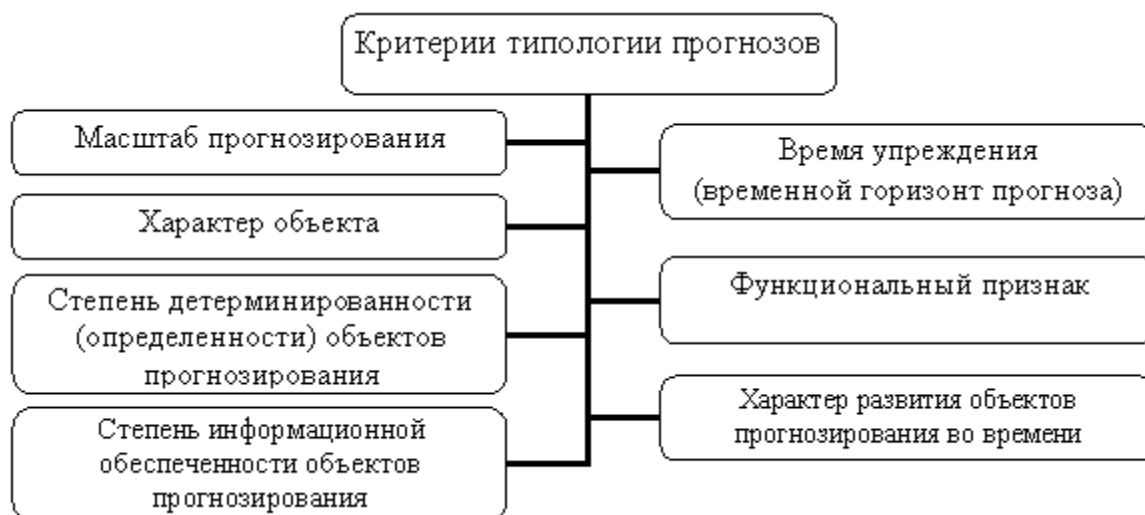 Критерии типологии прогнозов
Масштаб прогнозирования
Характер объекта
Степень детерминированности
(определенности) объектов
прогнозирования
Степень информационной
обеспеченности объектов
прогнозирования
Время упреждения
(временной горизонт прогноза)
Функциональный признак
Характер развития объектов
прогнозирования во времени